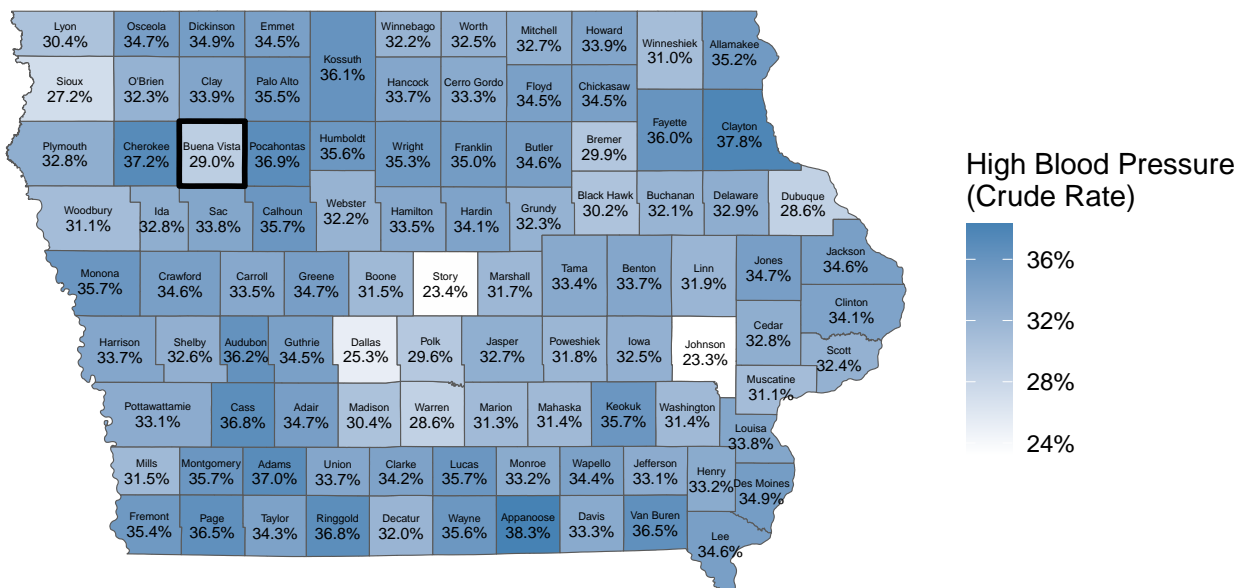 Lyon
30.4%
Osceola
34.7%
Dickinson
34.9%
Emmet
34.5%
Kossuth
36.1%
Winnebago
32.2%
Worth
32.5%
Mitchell
32.7%
Howard
33.9%
Winneshiek
31.0%
Allamakee
35.2%
Sioux
27.2%
O'Brien
32.3%
Clay
33.9%
Palo Alto
35.5%
Hancock
33.7%
Cerro Gordo
33.3%
Floyd
34.5%
Chickasaw
34.5%
Plymouth
32.8%
Cherokee
37.2%
Buena Vista
29.0%
Pocahontas
36.9%
Humboldt
35.6%
Wright
35.3%
Franklin
35.0%
Butler
34.6%
Bremer
29.9%
Fayette
36.0%
Clayton
37.8%
High Blood Pressure
(Crude Rate)
36%
32%
28%
24%
Woodbury
31.1%
Ida
32.8%
Sac
33.8%
Calhoun
35.7%
Webster
32.2%
Hamilton
33.5%
Hardin
34.1%
Grundy
32.3%
Black Hawk
30.2%
Buchanan
32.1%
Delaware
32.9%
Dubuque
28.6%
Monona
35.7%
Crawford
34.6%
Carroll
33.5%
Greene
34.7%
Boone
31.5%
Story
23.4%
Marshall
31.7%
Tama
33.4%
Benton
33.7%
Linn
31.9%
Jones
34.7%
Jackson
34.6%
Clinton
34.1%
Harrison
33.7%
Shelby
32.6%
Audubon
36.2%
Guthrie
34.5%
Dallas
25.3%
Polk
29.6%
Jasper
32.7%
Poweshiek
31.8%
Iowa
32.5%
Johnson
23.3%
Cedar
32.8%
Scott
32.4%
Muscatine
31.1%
Pottawattamie
33.1%
Cass
36.8%
Adair
34.7%
Madison
30.4%
Warren
28.6%
Marion
31.3%
Mahaska
31.4%
Keokuk
35.7%
Washington
31.4%
Louisa
33.8%
Mills
31.5%
Montgomery
35.7%
Adams
37.0%
Union
33.7%
Clarke
34.2%
Lucas
35.7%
Monroe
33.2%
Wapello
34.4%
Jefferson
33.1%
Henry
33.2%
Des Moines
34.9%
Fremont
35.4%
Page
36.5%
Taylor
34.3%
Ringgold
36.8%
Decatur
32.0%
Wayne
35.6%
Appanoose
38.3%
Davis
33.3%
Van Buren
36.5%
Lee
34.6%